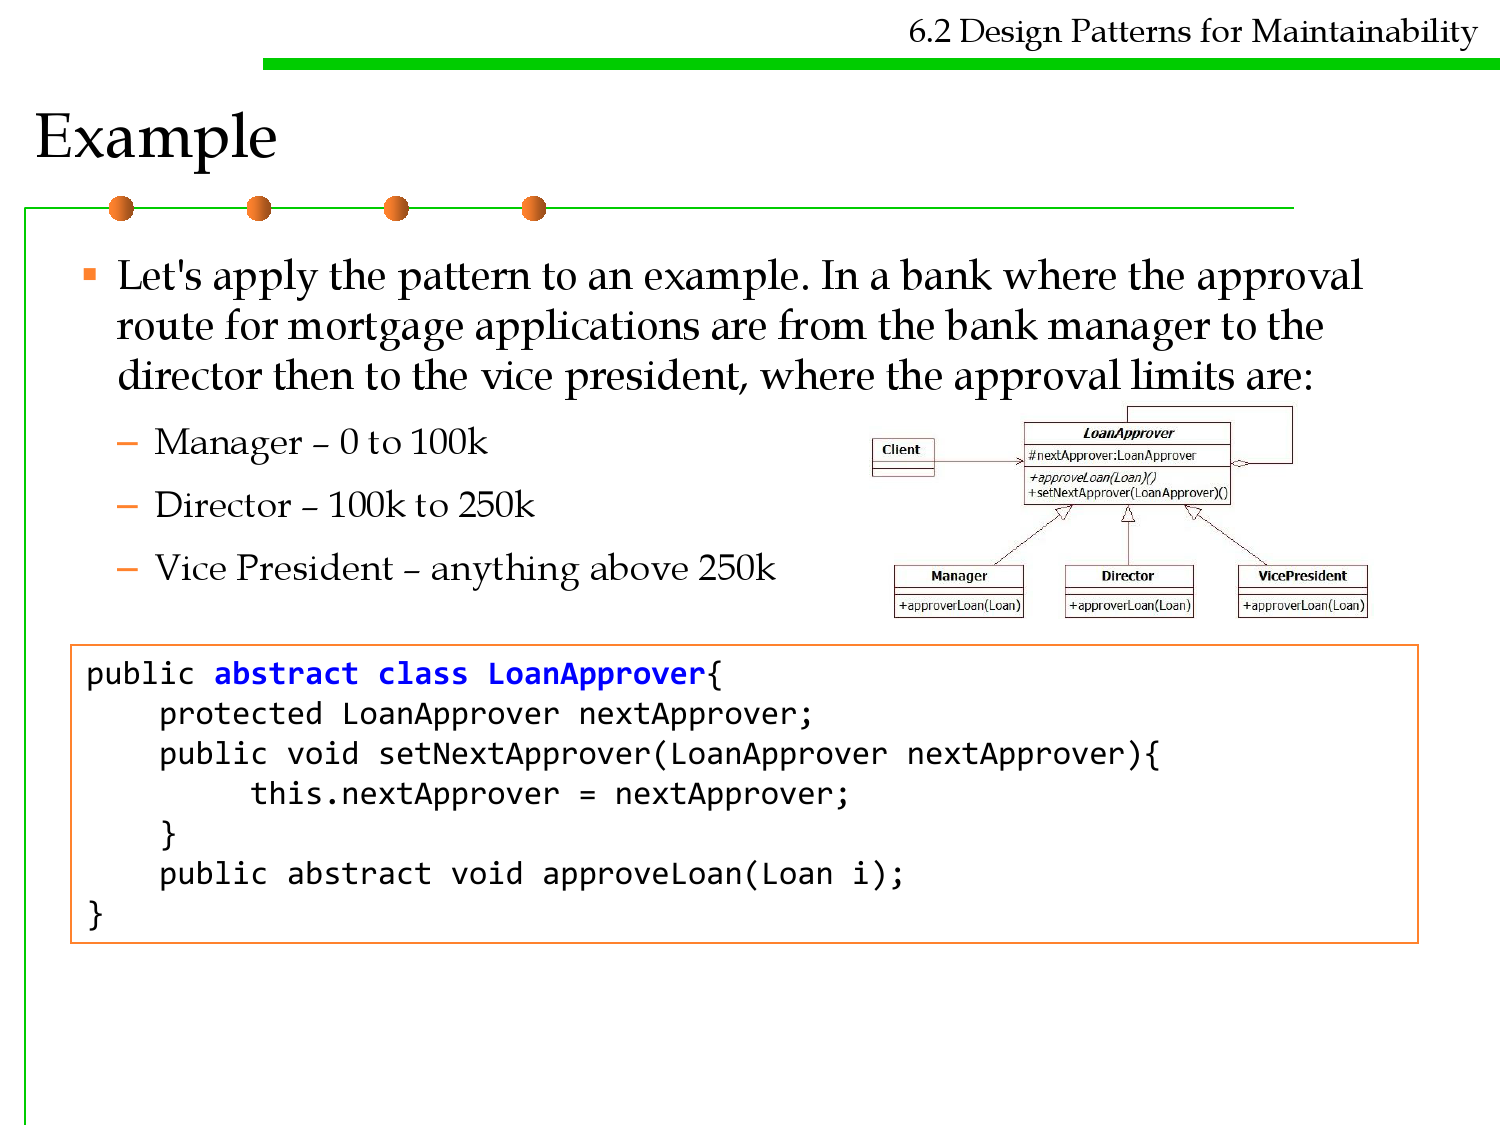 6.2 Design Patterns for Maintainability
Example
Let's apply the pattern to an example. In a bank where the approval
route for mortgage applications are from the bank manager to the
director then to the vice president, where the approval limits are:
– Manager – 0 to 100k
– Director – 100k to 250k
– Vice President – anything above 250k
Client
LoanApprover
#nextApprover:LoanApprover
+approveLoan(Loan)()
+setNextApprover(LoanApprover)()
Manager
+approverLoan(Loan)
Director
+approverLoan(Loan)
VicePresident
+approverLoan(Loan)
public abstract class LoanApprover{
protected LoanApprover nextApprover;
public void setNextApprover(LoanApprover nextApprover){
this.nextApprover = nextApprover;
}
public abstract void approveLoan(Loan i);
}